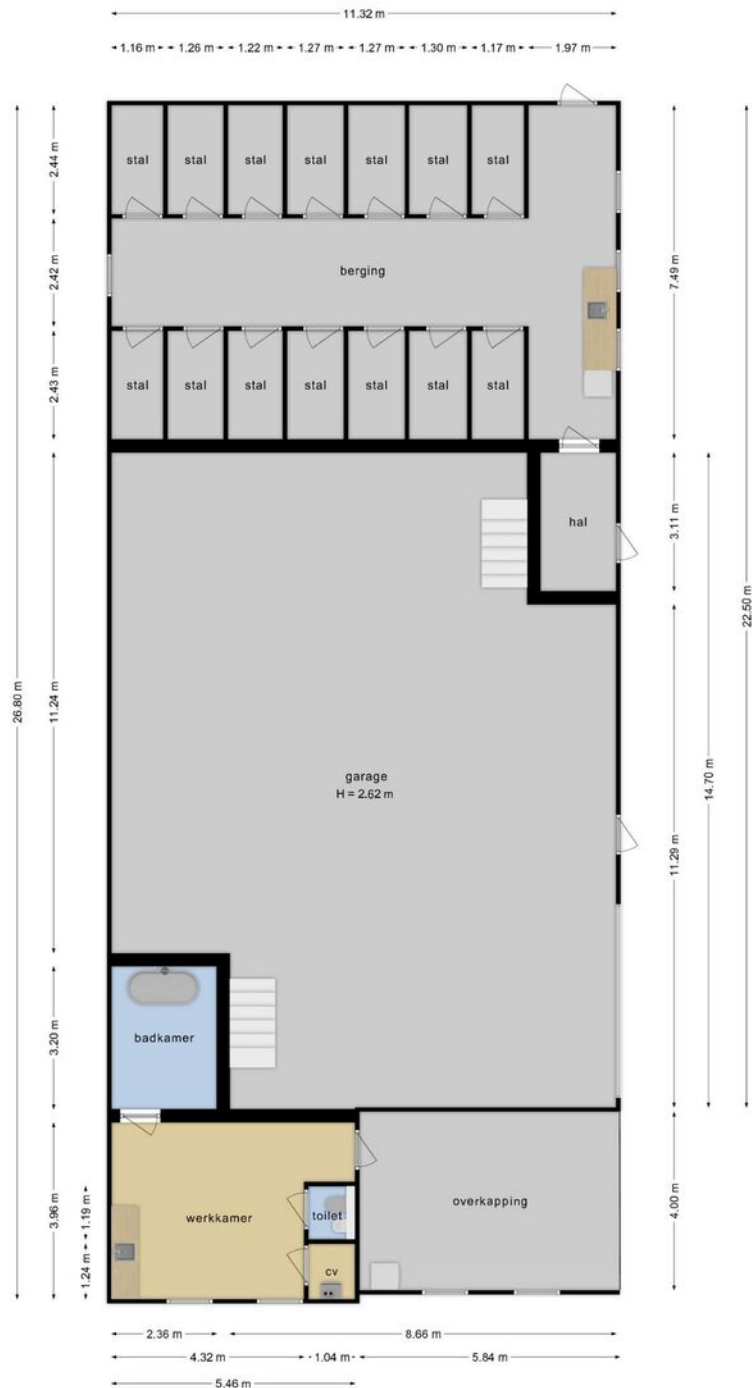 11.32 m
1.16 m
1.26 m
1.22 m
1.27 m
1.27 m
1.30 m
1.17 m
1.97 m
stal
stal
stal
stal
stal
stal
stal
2.44 m
2.42 m
berging
7.49 m
2.43 m
stal
stal
stal
stal
stal
stal
stal
hal
3.11 m
22.50 m
26.80 m
11.24 m
garage
H = 2.62 m
14.70 m
11.29 m
badkamer
3.20 m
3.96 m
1.19 m
1.24 m
werkkamer
toilet
cv
overkapping
4.00 m
2.36 m
8.66 m
4.32 m
1.04 m
5.84 m
5.46 m